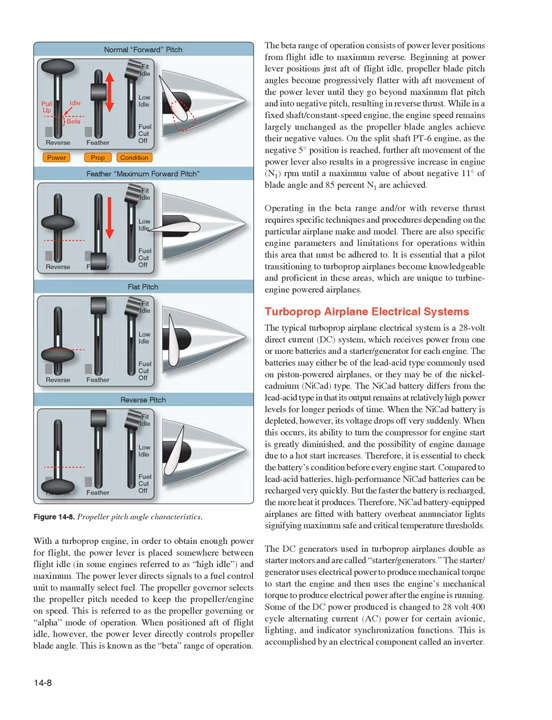 Normal “Forward” Pitch
Flt
Idle
Low
Idle
Pull
Up
Idle
Beta
Fuel
Cut
Off
Reverse
Feather
Power
Prop
Condition
Feather “Maximum Forward Pitch”
Flt
Idle
Low
Idle
Fuel
Cut
Off
Reverse
Flat Pitch
Flt
Idle
Low
Idle
Fuel
Cut
Off
Reverse
Feather
Reverse Pitch
Flt
Idle
Low
Idle
Fuel
Cut
Off
Feather
Figure 14-8. Propeller pitch angle characteristics.
With a turboprop engine, in order to obtain enough power
for flight, the power lever is placed somewhere between
flight idle (in some engines referred to as “high idle”) and
maximum. The power lever directs signals to a fuel control
unit to manually select fuel. The propeller governor selects
the propeller pitch needed to keep the propeller/engine
on speed. This is referred to as the propeller governing or
“alpha” mode of operation. When positioned aft of flight
idle, however, the power lever directly controls propeller
blade angle. This is known as the “beta” range of operation.
The beta range of operation consists of power lever positions
from flight idle to maximum reverse. Beginning at power
lever positions just aft of flight idle, propeller blade pitch
angles become progressively flatter with aft movement of
the power lever until they go beyond maximum flat pitch
and into negative pitch, resulting in reverse thrust. While in a
fixed shaft/constant-speed engine, the engine speed remains
largely unchanged as the propeller blade angles achieve
their negative values. On the split shaft PT-6 engine, as the
negative 5° position is reached, further aft movement of the
power lever also results in a progressive increase in engine
(N1) rpm until a maximum value of about negative 11° of
blade angle and 85 percent N1 are achieved.
Operating in the beta range and/or with reverse thrust
requires specific techniques and procedures depending on the
particular airplane make and model. There are also specific
engine parameters and limitations for operations within
this area that must be adhered to. It is essential that a pilot
transitioning to turboprop airplanes become knowledgeable
and proficient in these areas, which are unique to turbine-
engine powered airplanes.
Turboprop Airplane Electrical Systems
The typical turboprop airplane electrical system is a 28-volt
direct current (DC) system, which receives power from one
or more batteries and a starter/generator for each engine. The
batteries may either be of the lead-acid type commonly used
on piston-powered airplanes, or they may be of the nickel-
cadmium (NiCad) type. The NiCad battery differs from the
lead-acid type in that its output remains at relatively high power
levels for longer periods of time. When the NiCad battery is
depleted, however, its voltage drops off very suddenly. When
this occurs, its ability to turn the compressor for engine start
is greatly diminished, and the possibility of engine damage
due to a hot start increases. Therefore, it is essential to check
the battery’s condition before every engine start. Compared to
lead-acid batteries, high-performance NiCad batteries can be
recharged very quickly. But the faster the battery is recharged,
the more heat it produces. Therefore, NiCad battery-equipped
airplanes are fitted with battery overheat annunciator lights
signifying maximum safe and critical temperature thresholds.
The DC generators used in turboprop airplanes double as
starter motors and are called “starter/generators.” The starter/
generator uses electrical power to produce mechanical torque
to start the engine and then uses the engine’s mechanical
torque to produce electrical power after the engine is running.
Some of the DC power produced is changed to 28 volt 400
cycle alternating current (AC) power for certain avionic,
lighting, and indicator synchronization functions. This is
accomplished by an electrical component called an inverter.
14-8